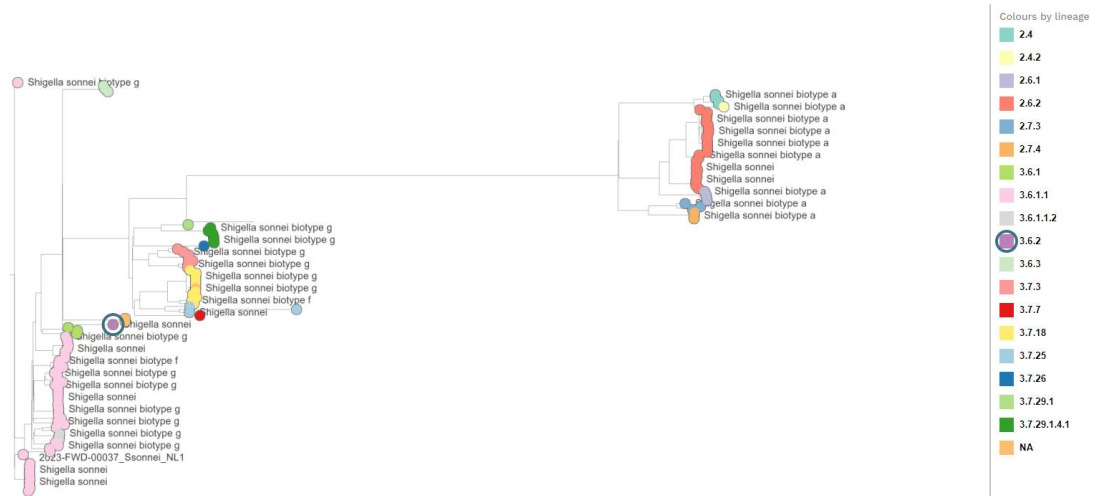 Shigella sonnei biotype g
Shigella sonnei biotype g
Shigella sonnei biotype g
Shigella sonnei biotype g
Shigella sonnei biotype g
Shigella sonnei biotype g
Shigella sonnei biotype g
Shigella sonnei biotype f
Shigella sonnei
Shigella sonnei
Shigella sonnei biotype g
Shigella sonnei
Shigella sonnei biotype f
Shigella sonnei biotype g
Shigella sonnei biotype g
Shigella sonnei
Shigella sonnei biotype g
Shigella sonnei biotype g
Shigella sonnei biotype g
2023-FWD-00037_Ssonnei_NL1
Shigella sonnei
Shigella sonnei
Shigella sonnei biotype a
Shigella sonnei biotype a
Shigella sonnei biotype a
Shigella sonnei biotype a
Shigella sonnei biotype a
Shigella sonnei biotype a
Shigella sonnei
Shigella sonnei
Shigella sonnei biotype a
Shigella sonnei biotype a
Shigella sonnei biotype a
Colours by lineage
2.4
2.4.2
2.6.1
2.6.2
2.7.3
2.7.4
3.6.1
3.6.1.1
3.6.1.1.2
3.6.2
3.6.3
3.7.3
3.7.7
3.7.18
3.7.25
3.7.26
3.7.29.1
3.7.29.1.4.1
NA